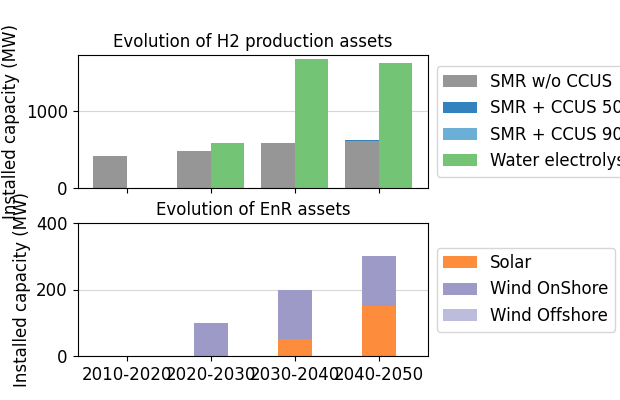 Evolution of H2 production assets
Installed capacity (MW)
1000
0
SMR w/o CCUS
SMR + CCUS 50
SMR + CCUS 90
Water electrolys
Evolution of EnR assets
Installed capacity (MW)
400
200
0
Solar
Wind OnShore
Wind Offshore
2010-2020 2020-2030 2030-2040 2040-2050